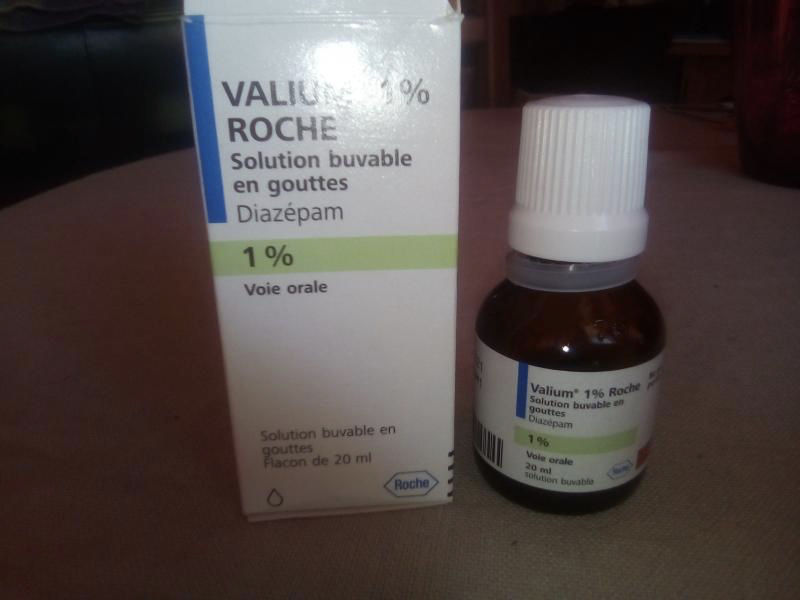 VALIUM 1%
ROCHE
Solution buvable
en gouttes
Diazépam
1%
Voie orale
Solution buvable en
gouttes
Flacon de 20 ml
Roche
Valium® 1% Roche
Solution buvable en
gouttes
Diazépam
1%
Voie orale
20 ml
solution buvable
Roche